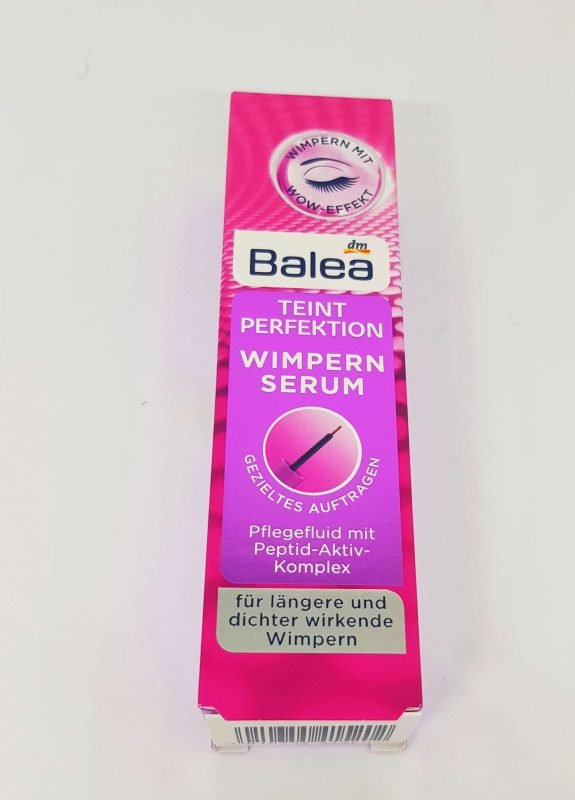 WIMPERN MIT
WOW-EFFEKT
dm
Balea
TEINT
PERFEKTION
WIMPERN
SERUM
GEZIELTES AUFTRAGEN
Pflegefluid mit
Peptid-Aktiv-
Komplex
für längere und
dichter wirkende
Wimpern